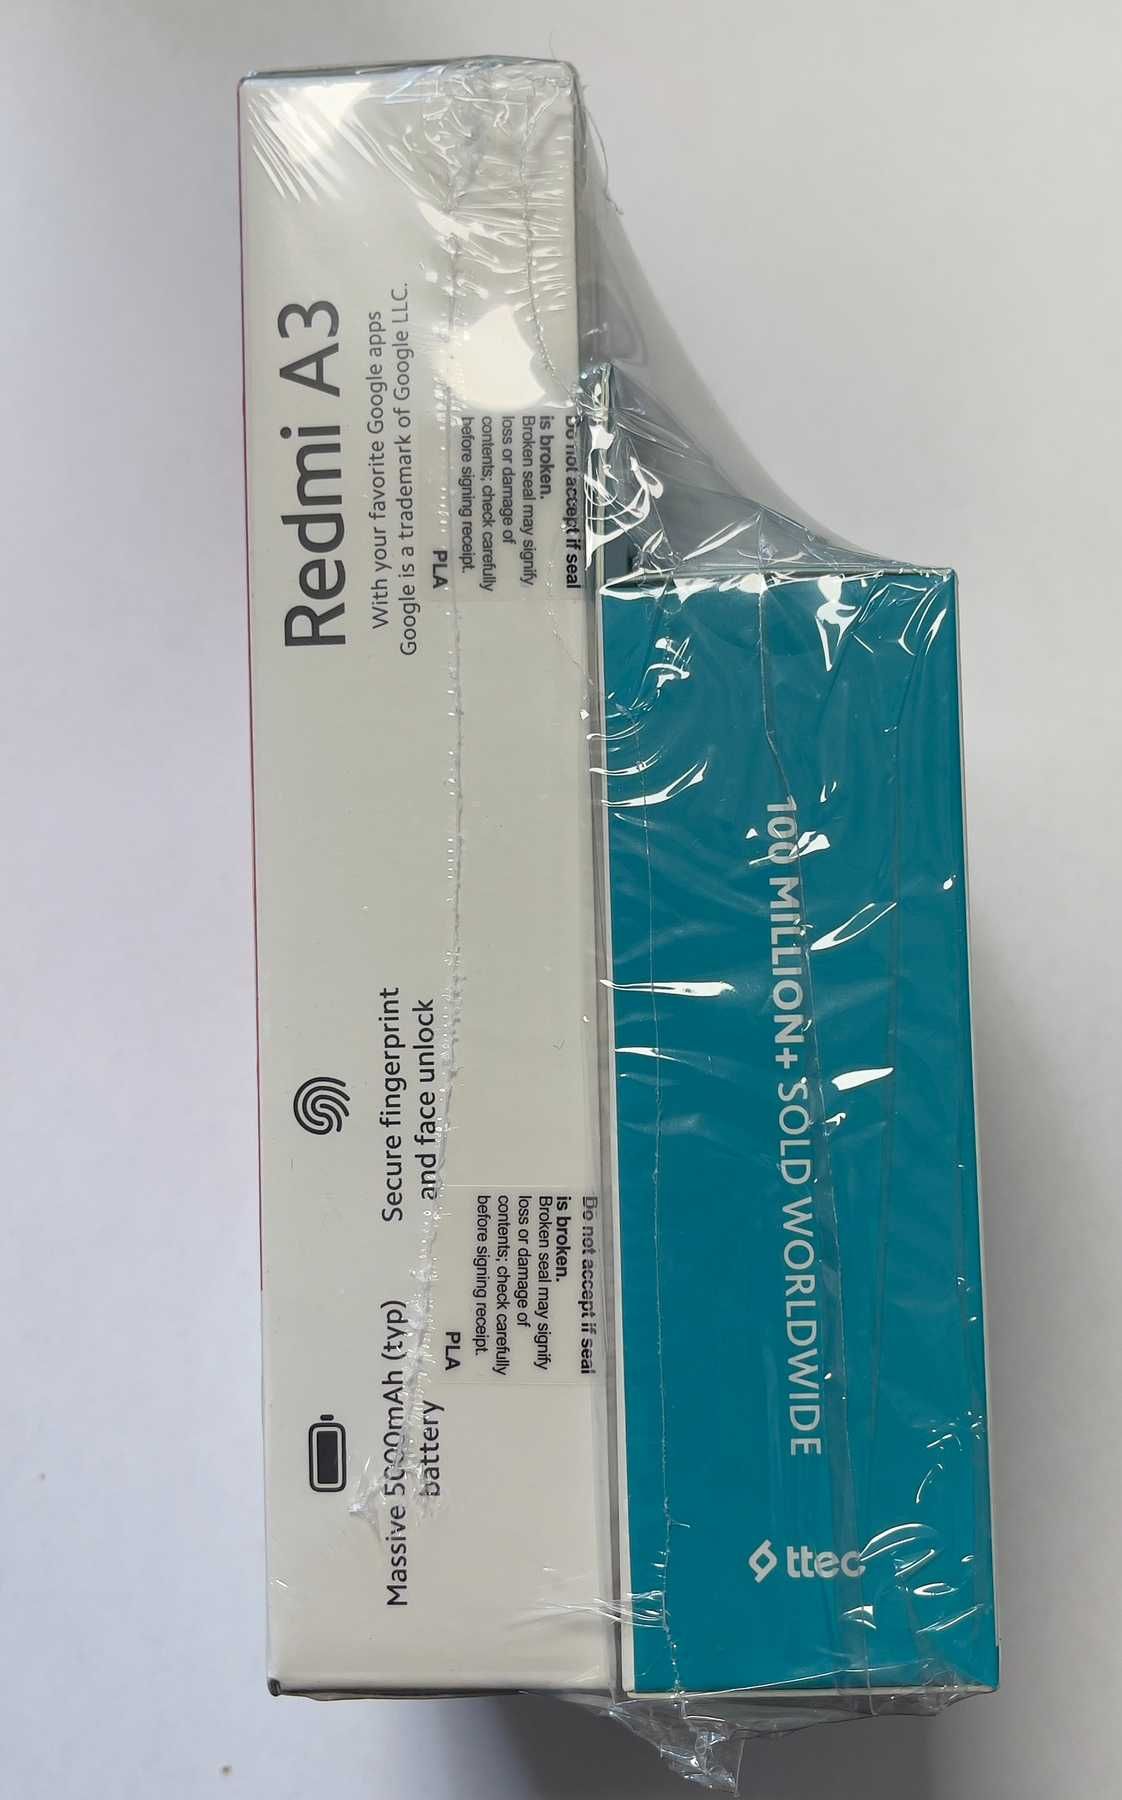 Redmi A3
With your favorite Google apps
Google is a trademark of Google LLC.
Secure fingerprint
and face unlock
Massive 5000mAh (typ)
battery
Do not accept if seal
is broken.
Broken seal may signify
loss or damage of
contents; check carefully
before signing receipt.
PLA
Do not accept if seal
is broken.
Broken seal may signify
loss or damage of
contents; check carefully
before signing receipt.
PLA
100 MILLION+ SOLD WORLDWIDE
ttec